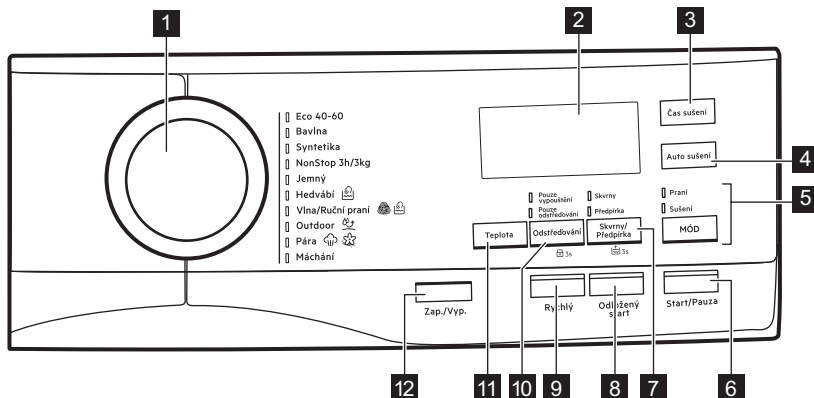 1
2
3
Čas sušení
Eco 40-60
Bavlna
Syntetika
NonStop 3h/3kg
Jemný
Hedvábí
Vlna/Ruční praní
Outdoor
Pára
Máchání
Auto sušení
4
Pouze
vypouštění
Pouze
odstřeďování
Skvrny
Předpírka
Praní
Sušení
5
Teplota
Odstřeďování
Skvrny/
Předpírka
MÓD
3s
3s
Zap./Vyp.
Rychlý
Odložený
start
Start/Pauza
12
11
10
9
8
7
6